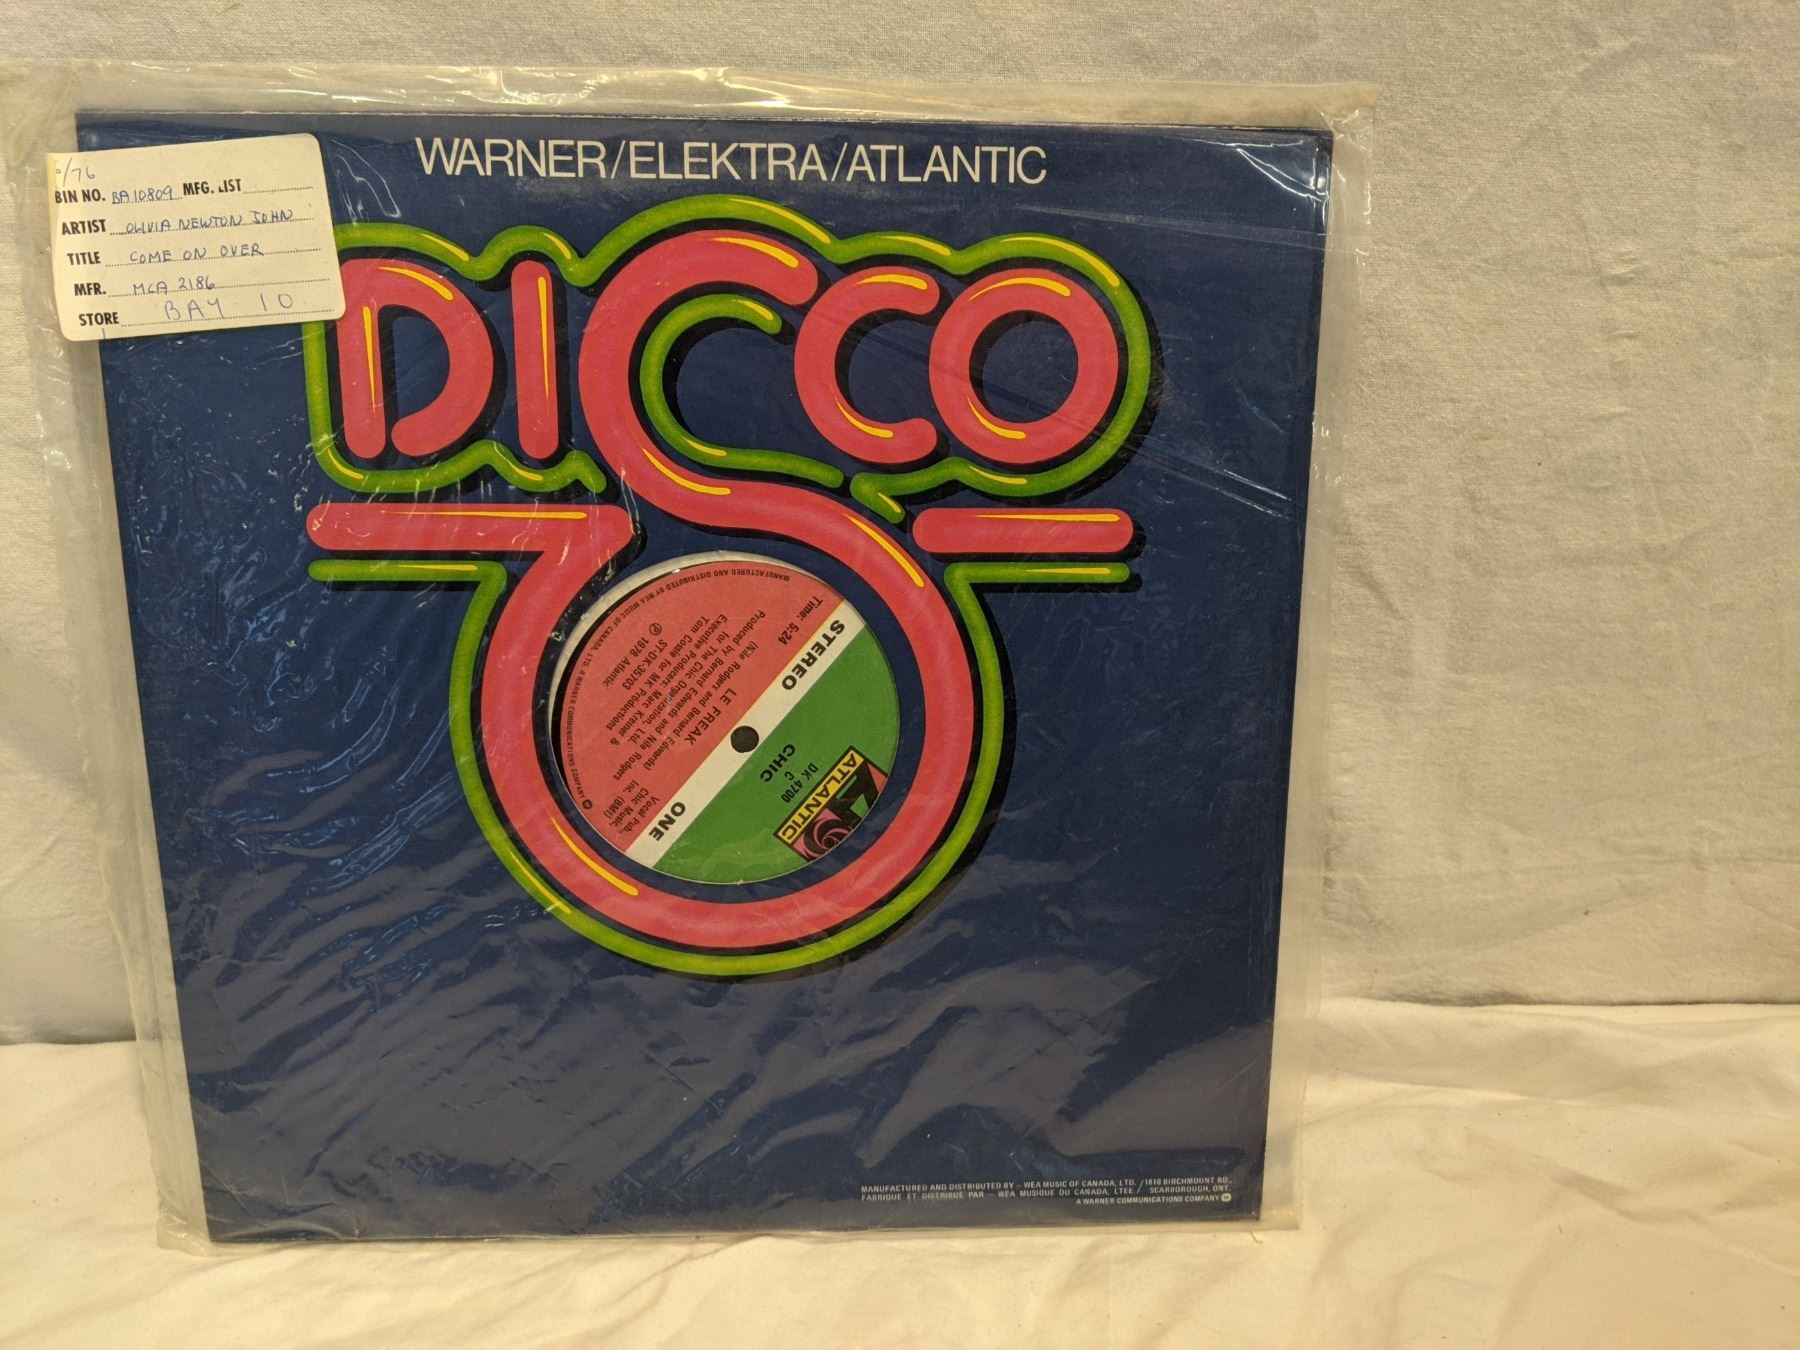 WARNER/ELEKTRA/ATLANTIC
/76
BIN NO. BA10809 MFG. LIST
ARTIST OLIVIA NEWTON JOHN
TITLE COME ON OVER
MFR. MCA 2186
STORE BAY 10
DISCO
ATLANTIC
DK 4700
C
CHIC
STEREO
ONE
LE FREAK
(Nile Rodgers and Bernard Edwards)
Produced by Bernard Edwards and Nile Rodgers
for The Chic Organization, Ltd.
Executive Producers: Marc Kreiner &
Tom Cossie for MK Productions
ST-DK-35703
℗ 1978 Atlantic
Time: 5:24
Vocal Pub.,
Chic Music,
Inc. (BMI)
MANUFACTURED AND DISTRIBUTED BY WEA MUSIC OF CANADA, LTD. A WARNER COMMUNICATIONS COMPANY
MANUFACTURED AND DISTRIBUTED BY - WEA MUSIC OF CANADA, LTD. / 1810 BIRCHMOUNT RD.,
FABRIQUE ET DISTRIBUE PAR - WEA MUSIQUE DU CANADA, LTEE / SCARBOROUGH, ONT.
A WARNER COMMUNICATIONS COMPANY